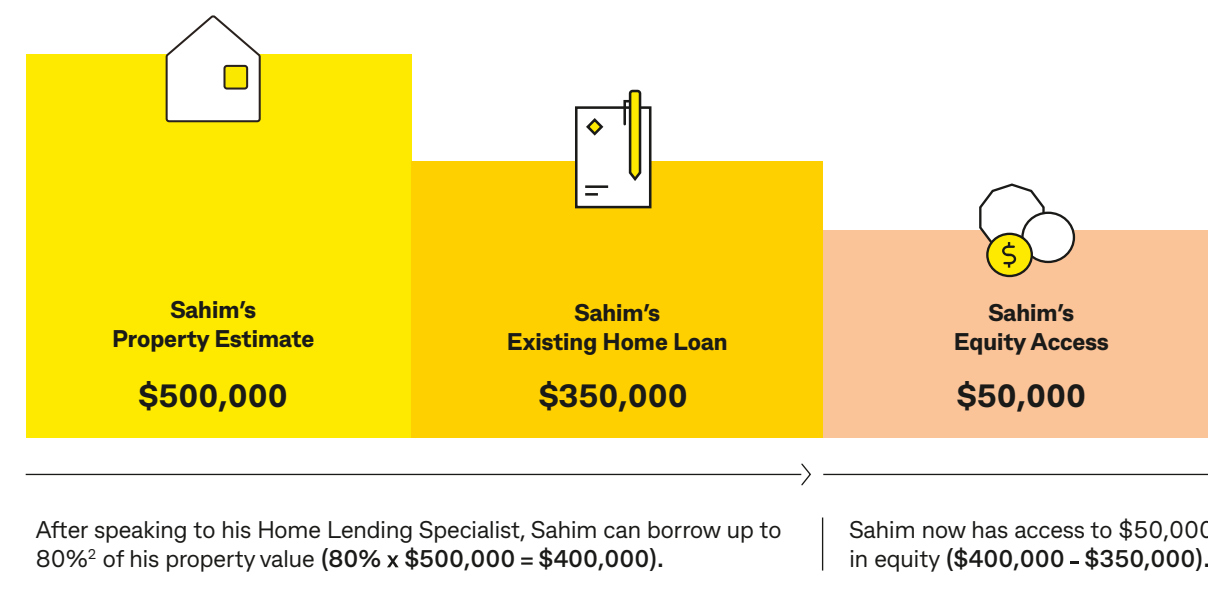 Sahim’s
Property Estimate
$500,000
Sahim’s
Existing Home Loan
$350,000
$
Sahim’s
Equity Access
$50,000
After speaking to his Home Lending Specialist, Sahim can borrow up to
80%² of his property value (80% x $500,000 = $400,000).
Sahim now has access to $50,000
in equity ($400,000 - $350,000).